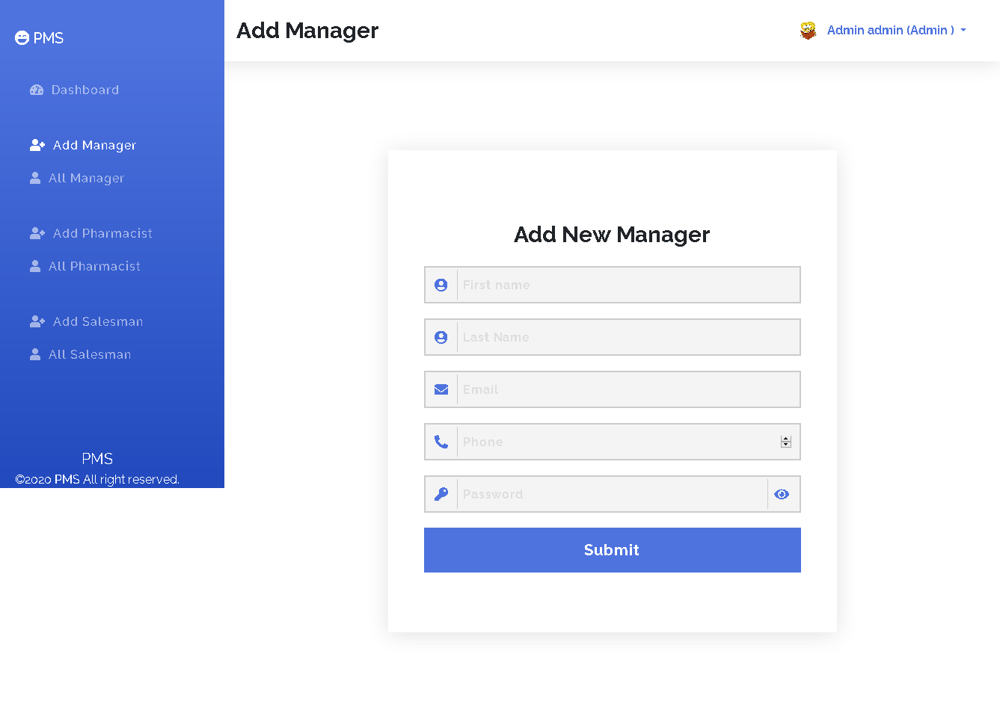 PMS
Dashboard
Add Manager
All Manager
Add Pharmacist
All Pharmacist
Add Salesman
All Salesman
PMS
©2020 PMS All right reserved.
Add Manager
Admin admin (Admin )
Add New Manager
First name
Last Name
Email
Phone
Password
Submit